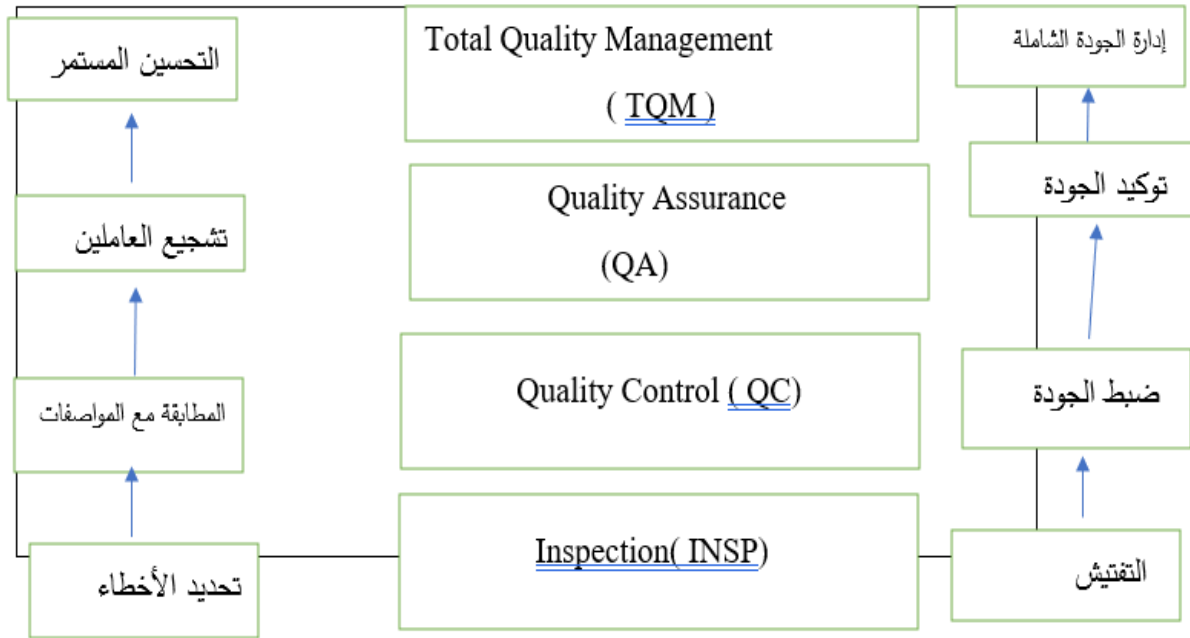 إدارة الجودة الشاملة
Total Quality Management
( TQM )
التحسين المستمر
توكيد الجودة
Quality Assurance
(QA)
تشجيع العاملين
ضبط الجودة
Quality Control ( QC)
المطابقة مع المواصفات
التفتيش
Inspection( INSP)
تحديد الأخطاء